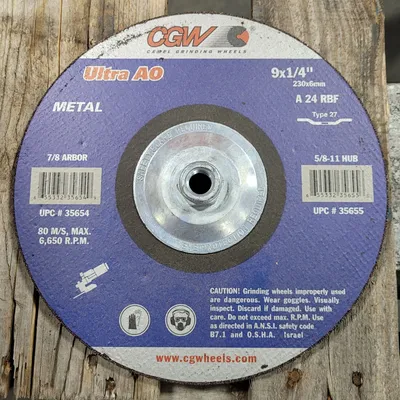 CGW
CAMEL GRINDING WHEELS
Ultra AO
9x1/4"
230x6mm
METAL
A 24 RBF
Type 27
7/8 ARBOR
5/8-11 HUB
UPC # 35654
UPC # 35655
80 M/S, MAX.
6,650 R.P.M.
CAUTION! Grinding wheels improperly used
are dangerous. Wear goggles. Visually
inspect. Discard if damaged. Use with
care. Do not exceed max. R.P.M. Use
as directed in A.N.S.I. safety code.
B7.1 and O.S.H.A. Israel
www.cgwheels.com